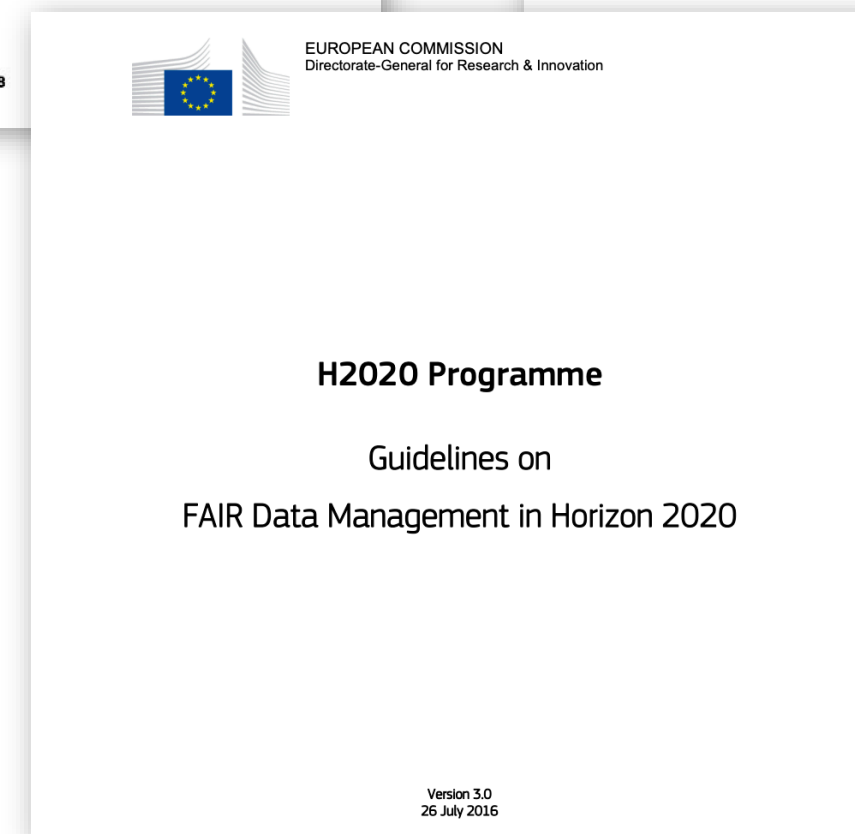 EUROPEAN COMMISSION
Directorate-General for Research & Innovation
H2020 Programme
Guidelines on
FAIR Data Management in Horizon 2020
Version 3.0
26 July 2016